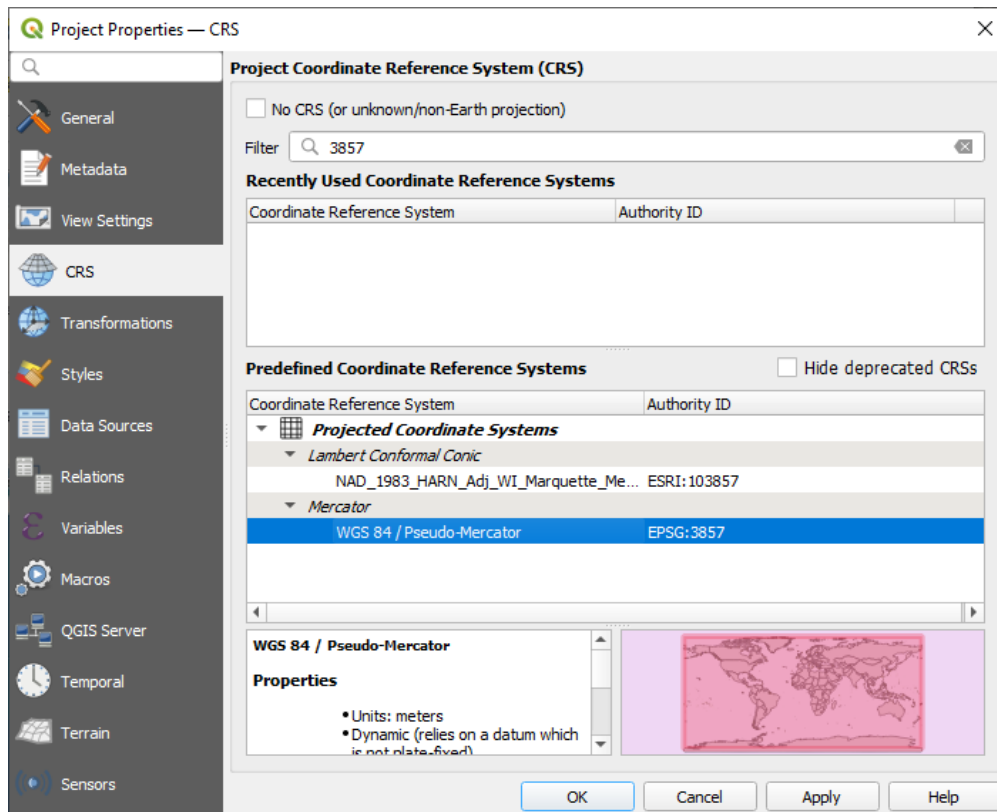 Project Properties — CRS
Project Coordinate Reference System (CRS)
General
Metadata
View Settings
CRS
Transformations
Styles
Data Sources
Relations
Variables
Macros
QGIS Server
Temporal
Terrain
Sensors
No CRS (or unknown/non-Earth projection)
Filter 3857
Recently Used Coordinate Reference Systems
Coordinate Reference System Authority ID
Predefined Coordinate Reference Systems Hide deprecated CRSs
Coordinate Reference System Authority ID
Projected Coordinate Systems
Lambert Conformal Conic
NAD_1983_HARN_Adj_WI_Marquette_Me... ESRI:103857
Mercator
WGS 84 / Pseudo-Mercator EPSG:3857
WGS 84 / Pseudo-Mercator
Properties
• Units: meters
• Dynamic (relies on a datum which
is not plate-fixed)
OK Cancel Apply Help